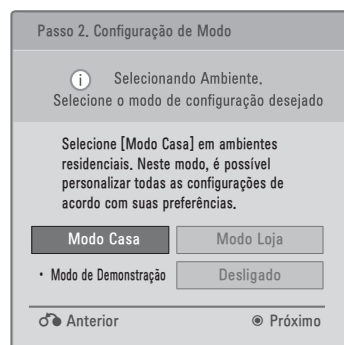 Passo 2. Configuração de Modo
i Selecionando Ambiente.
Selecione o modo de configuração desejado
Selecione [Modo Casa] em ambientes
residenciais. Neste modo, é possível
personalizar todas as configurações de
acordo com suas preferências.
Modo Casa Modo Loja
• Modo de Demonstração Desligado
Anterior Próximo